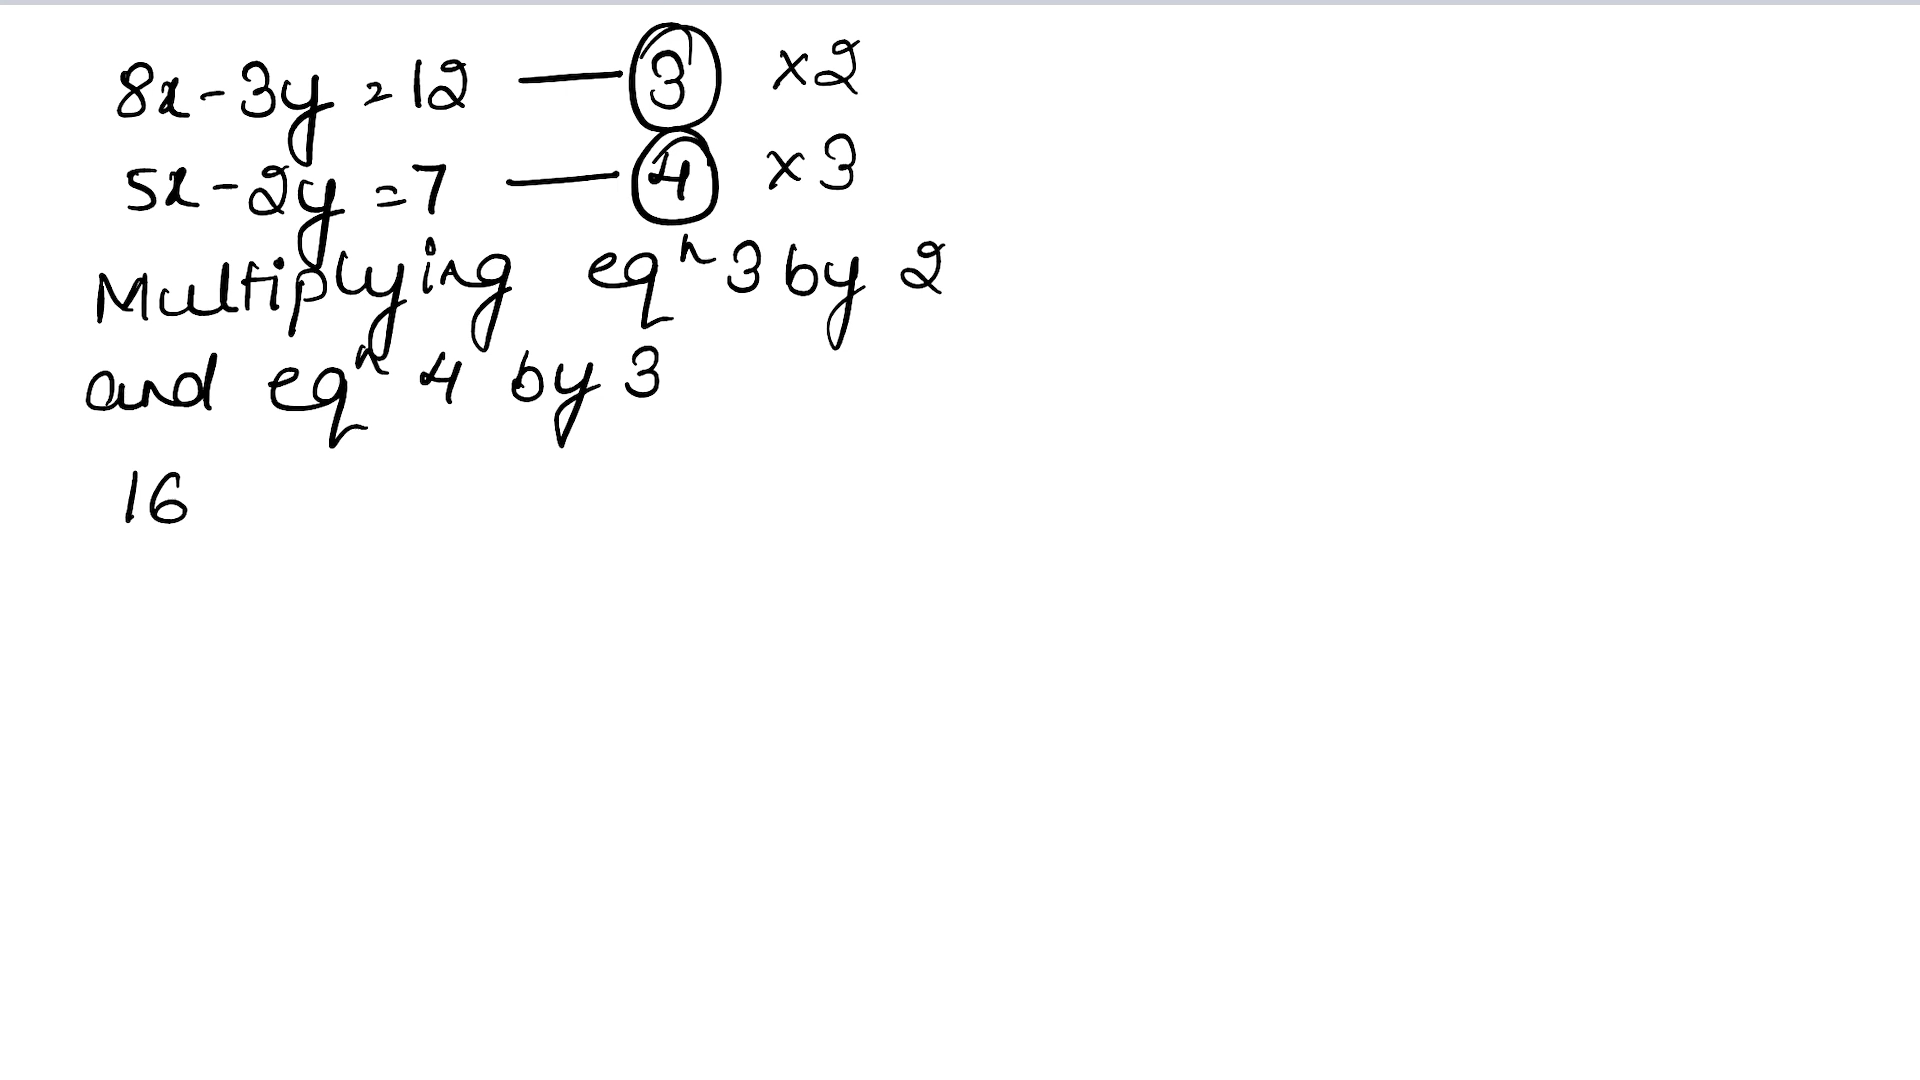 8x - 3y = 12 — 3 ×2
5x - 2y = 7 — 4 ×3
Multiplying eqⁿ 3 by 2
and eqⁿ 4 by 3
16